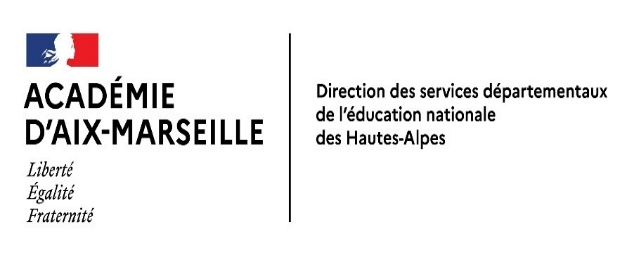 ACADÉMIE
D'AIX-MARSEILLE
Liberté
Égalité
Fraternité
Direction des services départementaux
de l'éducation nationale
des Hautes-Alpes